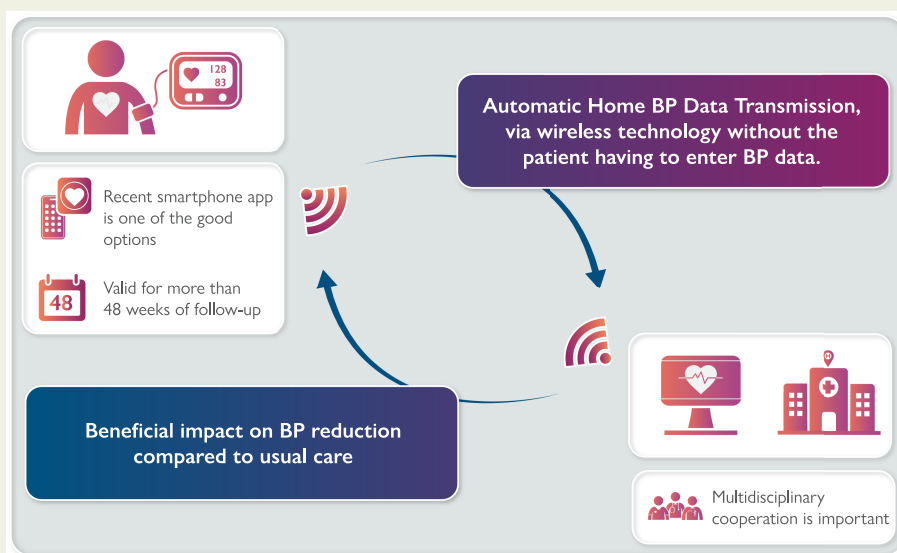 128
83
Automatic Home BP Data Transmission,
via wireless technology without the
patient having to enter BP data.
Recent smartphone app
is one of the good
options
48
Valid for more than
48 weeks of follow-up
H
Beneficial impact on BP reduction
compared to usual care
Multidisciplinary
cooperation is important